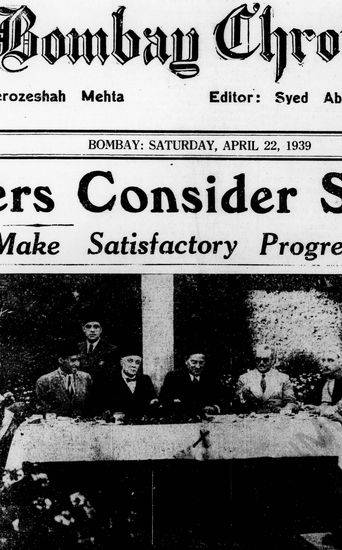 Bombay Chro
erozeshah Mehta Editor: Syed Ab
BOMBAY: SATURDAY, APRIL 22, 1939
ers Consider S
Make Satisfactory Progre